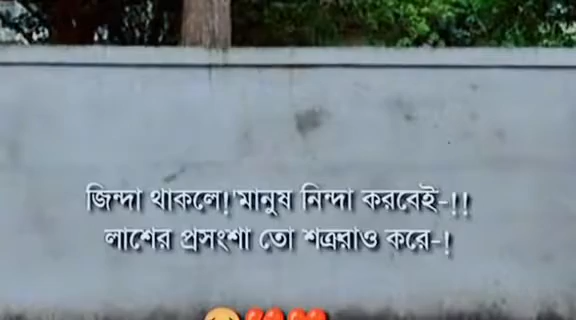 জিন্দা থাকলে! 'মানুষ নিন্দা করবেই-!!
লাশের প্রসংশা তো শত্রুরাও করে-!